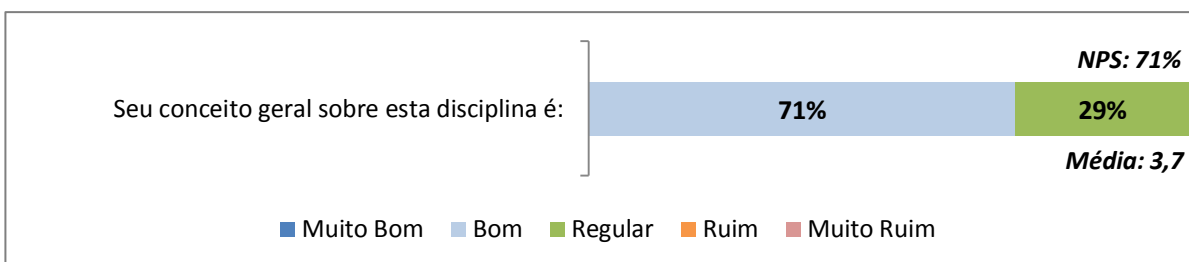 NPS: 71%
Seu conceito geral sobre esta disciplina é:
71%
29%
Média: 3,7
Muito Bom
Bom
Regular
Ruim
Muito Ruim